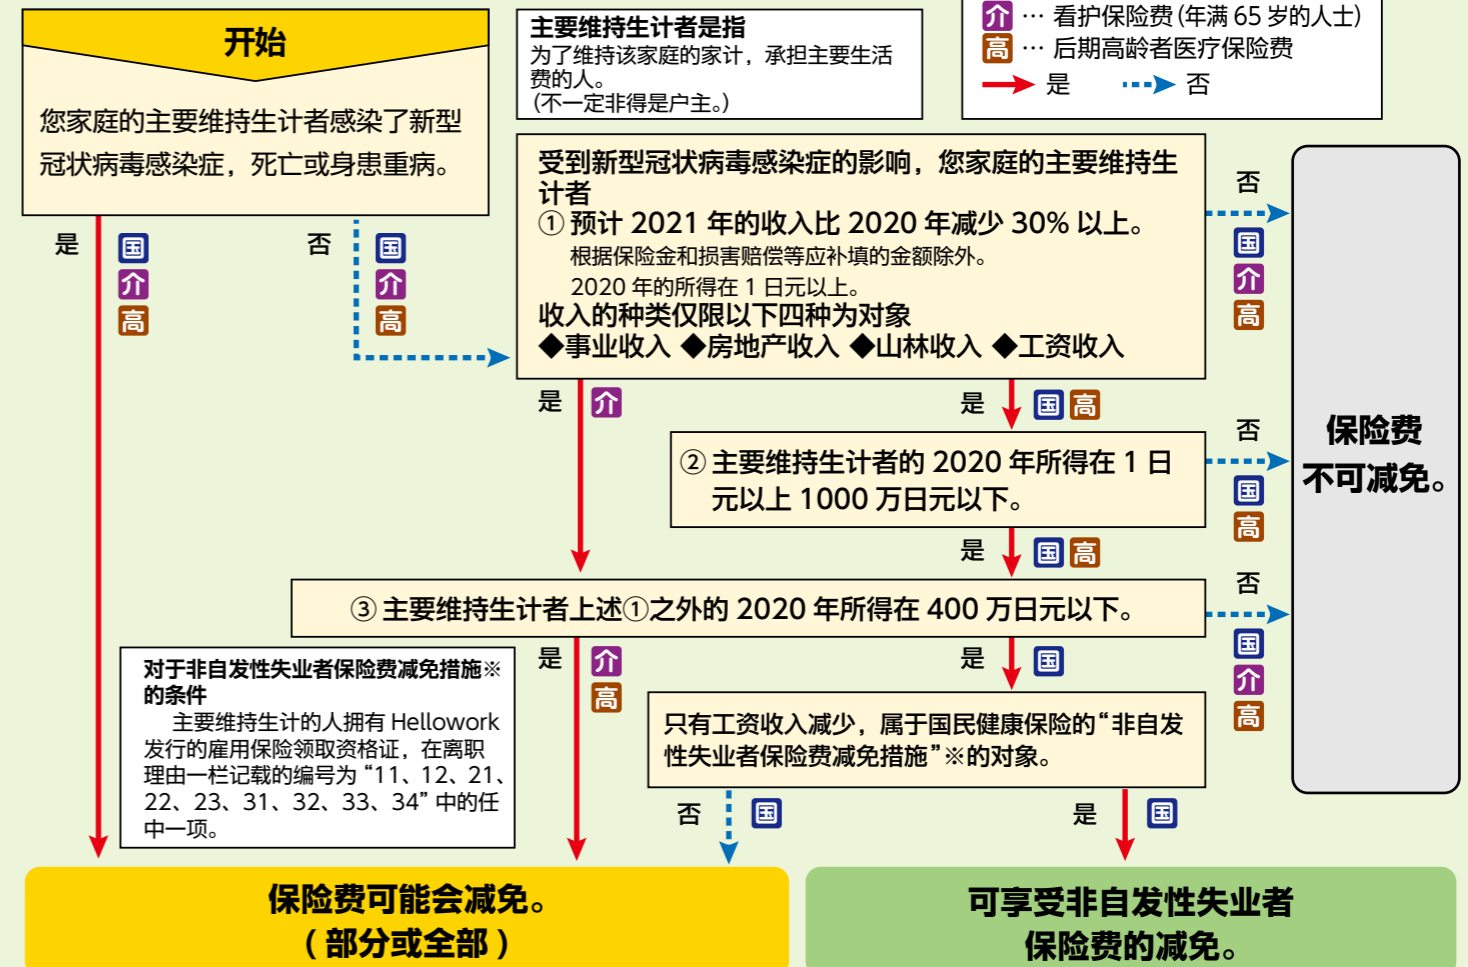 开始
您家庭的主要维持生计者感染了新型
冠状病毒感染症，死亡或身患重病。
主要维持生计者是指
为了维持该家庭的家计，承担主要生活
费的人。
（不一定非得是户主。）
介 … 看护保险费（年满 65 岁的人士）
高 … 后期高龄者医疗保险费
是 否
受到新型冠状病毒感染症的影响，您家庭的主要维持生
计者
① 预计 2021 年的收入比 2020 年减少 30% 以上。
根据保险金和损害赔偿等应补填的金额除外。
2020 年的所得在 1 日元以上。
收入的种类仅限以下四种为对象
◆事业收入 ◆房地产收入 ◆山林收入 ◆工资收入
否
国
介
高
是
国
介
高
否
国
介
高
是 介
是 国 高
② 主要维持生计者的 2020 年所得在 1 日
元以上 1000 万日元以下。
否
国
高
保险费
不可减免。
是 国 高
③ 主要维持生计者上述①之外的 2020 年所得在 400 万日元以下。
否
国
介
高
是 介
高
是 国
对于非自发性失业者保险费减免措施※
的条件
主要维持生计的人拥有 Hellowork
发行的雇用保险领取资格证，在离职
理由一栏记载的编号为 “11、12、21、
22、23、31、32、33、34” 中的任
中一项。
只有工资收入减少，属于国民健康保险的“非自发
性失业者保险费减免措施”※的对象。
否 国
是 国
保险费可能会减免。
（部分或全部）
可享受非自发性失业者
保险费的减免。